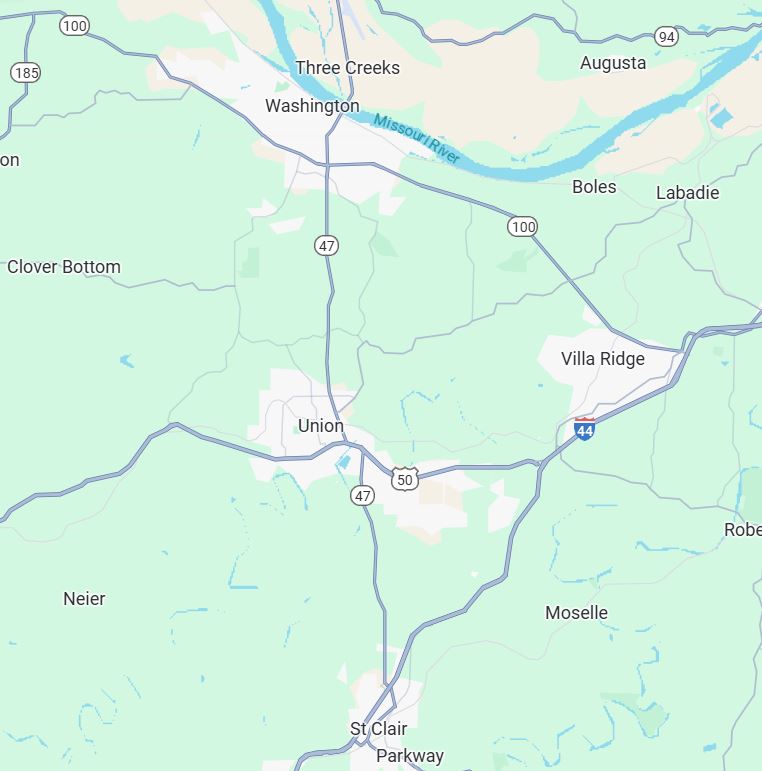 100
94
Augusta
185
Three Creeks
Washington
Missouri River
on
Boles
Labadie
100
47
Clover Bottom
Villa Ridge
Union
44
50
47
Robe
Neier
Moselle
St Clair
Parkway